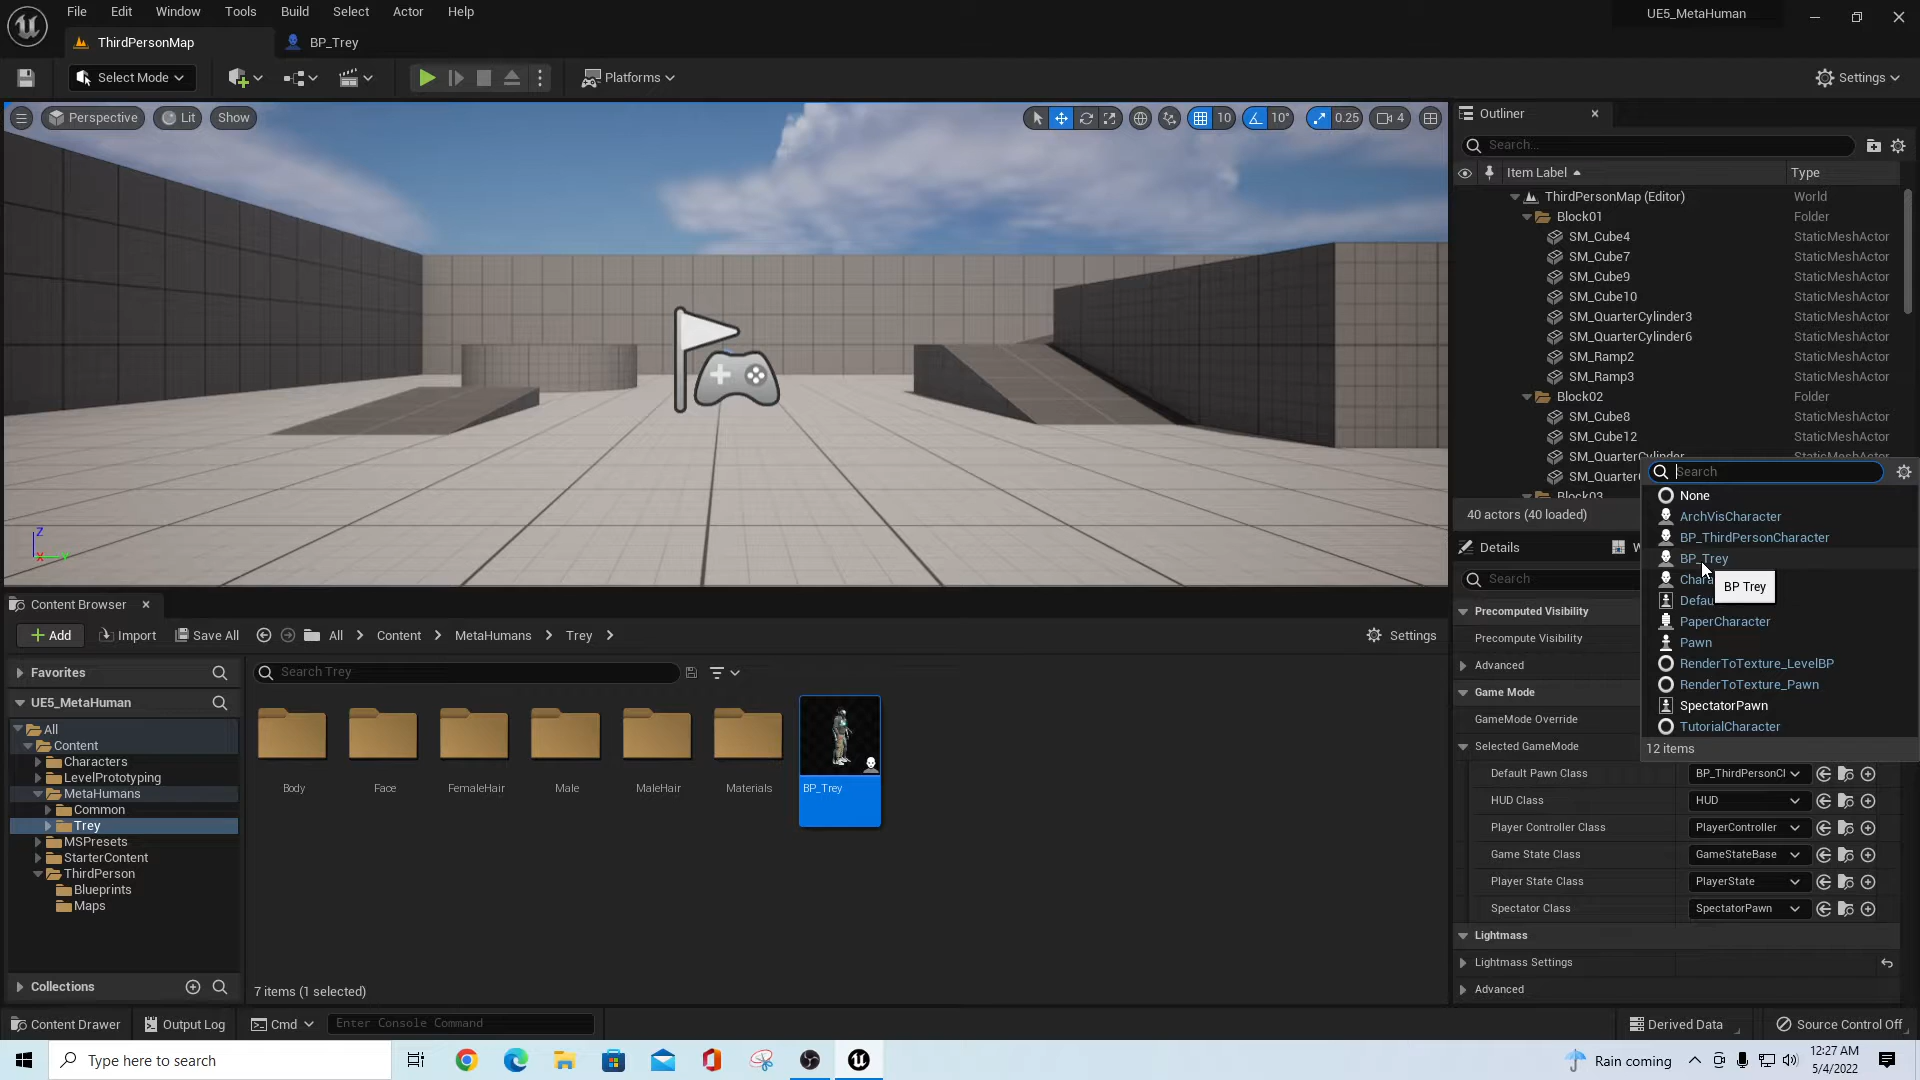 File Edit Window Tools Build Select Actor Help
UE5_MetaHuman
ThirdPersonMap
BP_Trey
Select Mode
Platforms
Settings
Perspective
Lit
Show
10
10°
0.25
4
Outliner
Search...
Item Label
Type
ThirdPersonMap (Editor) World
Block01 Folder
SM_Cube4 StaticMeshActor
SM_Cube7 StaticMeshActor
SM_Cube9 StaticMeshActor
SM_Cube10 StaticMeshActor
SM_QuarterCylinder3 StaticMeshActor
SM_QuarterCylinder6 StaticMeshActor
SM_Ramp2 StaticMeshActor
SM_Ramp3 StaticMeshActor
Block02 Folder
SM_Cube8 StaticMeshActor
SM_Cube12 StaticMeshActor
SM_QuarterCylinder
40 actors (40 loaded)
Search
None
ArchVisCharacter
BP_ThirdPersonCharacter
BP_Trey
BP Trey
PaperCharacter
Pawn
RenderToTexture_LevelBP
RenderToTexture_Pawn
SpectatorPawn
TutorialCharacter
12 items
Details
Search
Precomputed Visibility
Precompute Visibility
Advanced
Game Mode
GameMode Override
Selected GameMode
Default Pawn Class BP_ThirdPersonCl
HUD Class HUD
Player Controller Class PlayerController
Game State Class GameStateBase
Player State Class PlayerState
Spectator Class SpectatorPawn
Lightmass
Lightmass Settings
Advanced
Content Browser
Add
Import
Save All
All
Content
MetaHumans
Trey
Settings
Favorites
UE5_MetaHuman
All
Content
Characters
LevelPrototyping
MetaHumans
Common
Trey
MSPresets
StarterContent
ThirdPerson
Blueprints
Maps
Collections
Search Trey
Body
Face
FemaleHair
Male
MaleHair
Materials
BP_Trey
7 items (1 selected)
Content Drawer
Output Log
Cmd
Enter Console Command
Derived Data
Source Control Off
Type here to search
Rain coming
12:27 AM
5/4/2022